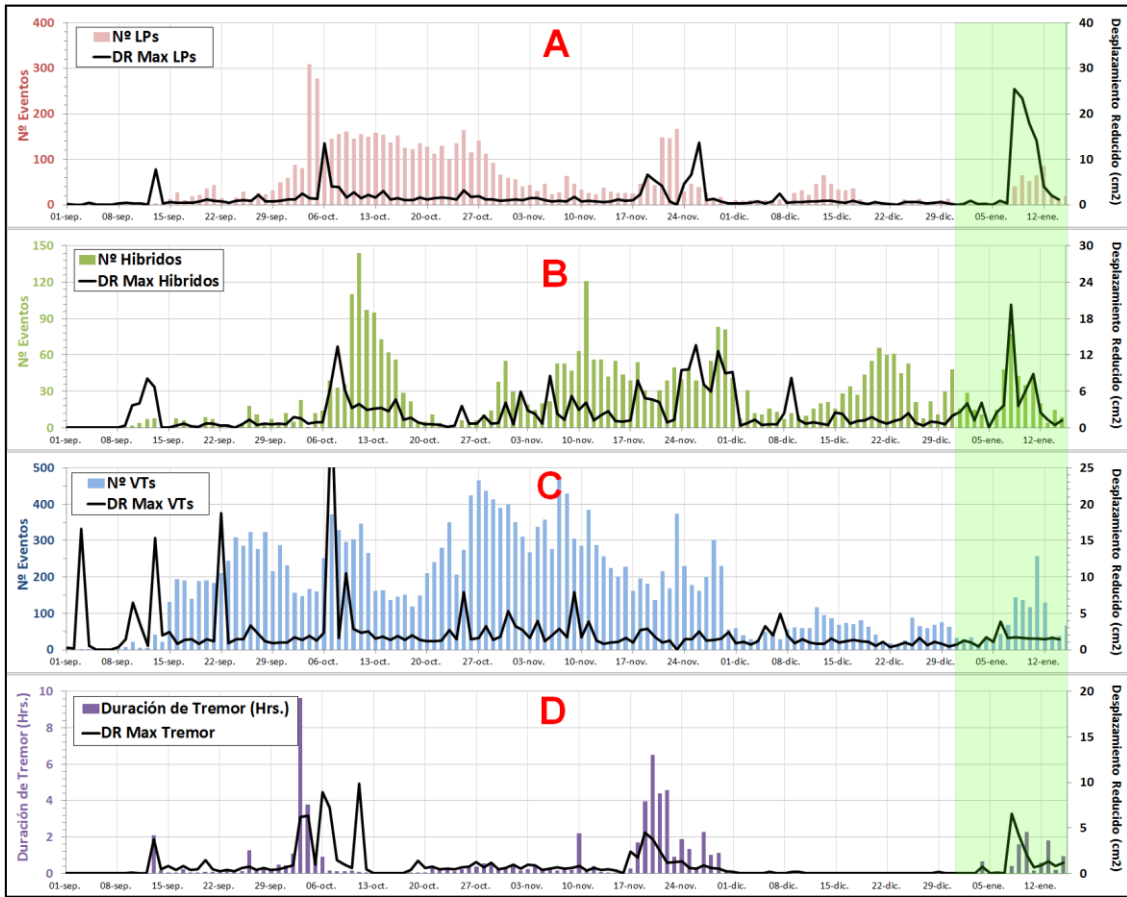 Nº LPs
DR Max LPs
A
Nº Eventos
Desplazamiento Reducido (cm2)
400
300
200
100
0
40
30
20
10
0
01-sep. 08-sep. 15-sep. 22-sep. 29-sep. 06-oct. 13-oct. 20-oct. 27-oct. 03-nov. 10-nov. 17-nov. 24-nov. 01-dic. 08-dic. 15-dic. 22-dic. 29-dic. 05-ene. 12-ene.
Nº Hibridos
DR Max Hibridos
B
Nº Eventos
Desplazamiento Reducido (cm2)
150
120
90
60
30
0
30
24
18
12
6
0
01-sep. 08-sep. 15-sep. 22-sep. 29-sep. 06-oct. 13-oct. 20-oct. 27-oct. 03-nov. 10-nov. 17-nov. 24-nov. 01-dic. 08-dic. 15-dic. 22-dic. 29-dic. 05-ene. 12-ene.
Nº VTs
DR Max VTs
C
Nº Eventos
Desplazamiento Reducido (cm2)
500
400
300
200
100
0
25
20
15
10
5
0
01-sep. 08-sep. 15-sep. 22-sep. 29-sep. 06-oct. 13-oct. 20-oct. 27-oct. 03-nov. 10-nov. 17-nov. 24-nov. 01-dic. 08-dic. 15-dic. 22-dic. 29-dic. 05-ene. 12-ene.
Duración de Tremor (Hrs.)
DR Max Tremor
D
Duración de Tremor (Hrs.)
Desplazamiento Reducido (cm2)
10
8
6
4
2
0
20
15
10
5
0
01-sep. 08-sep. 15-sep. 22-sep. 29-sep. 06-oct. 13-oct. 20-oct. 27-oct. 03-nov. 10-nov. 17-nov. 24-nov. 01-dic. 08-dic. 15-dic. 22-dic. 29-dic. 05-ene. 12-ene.